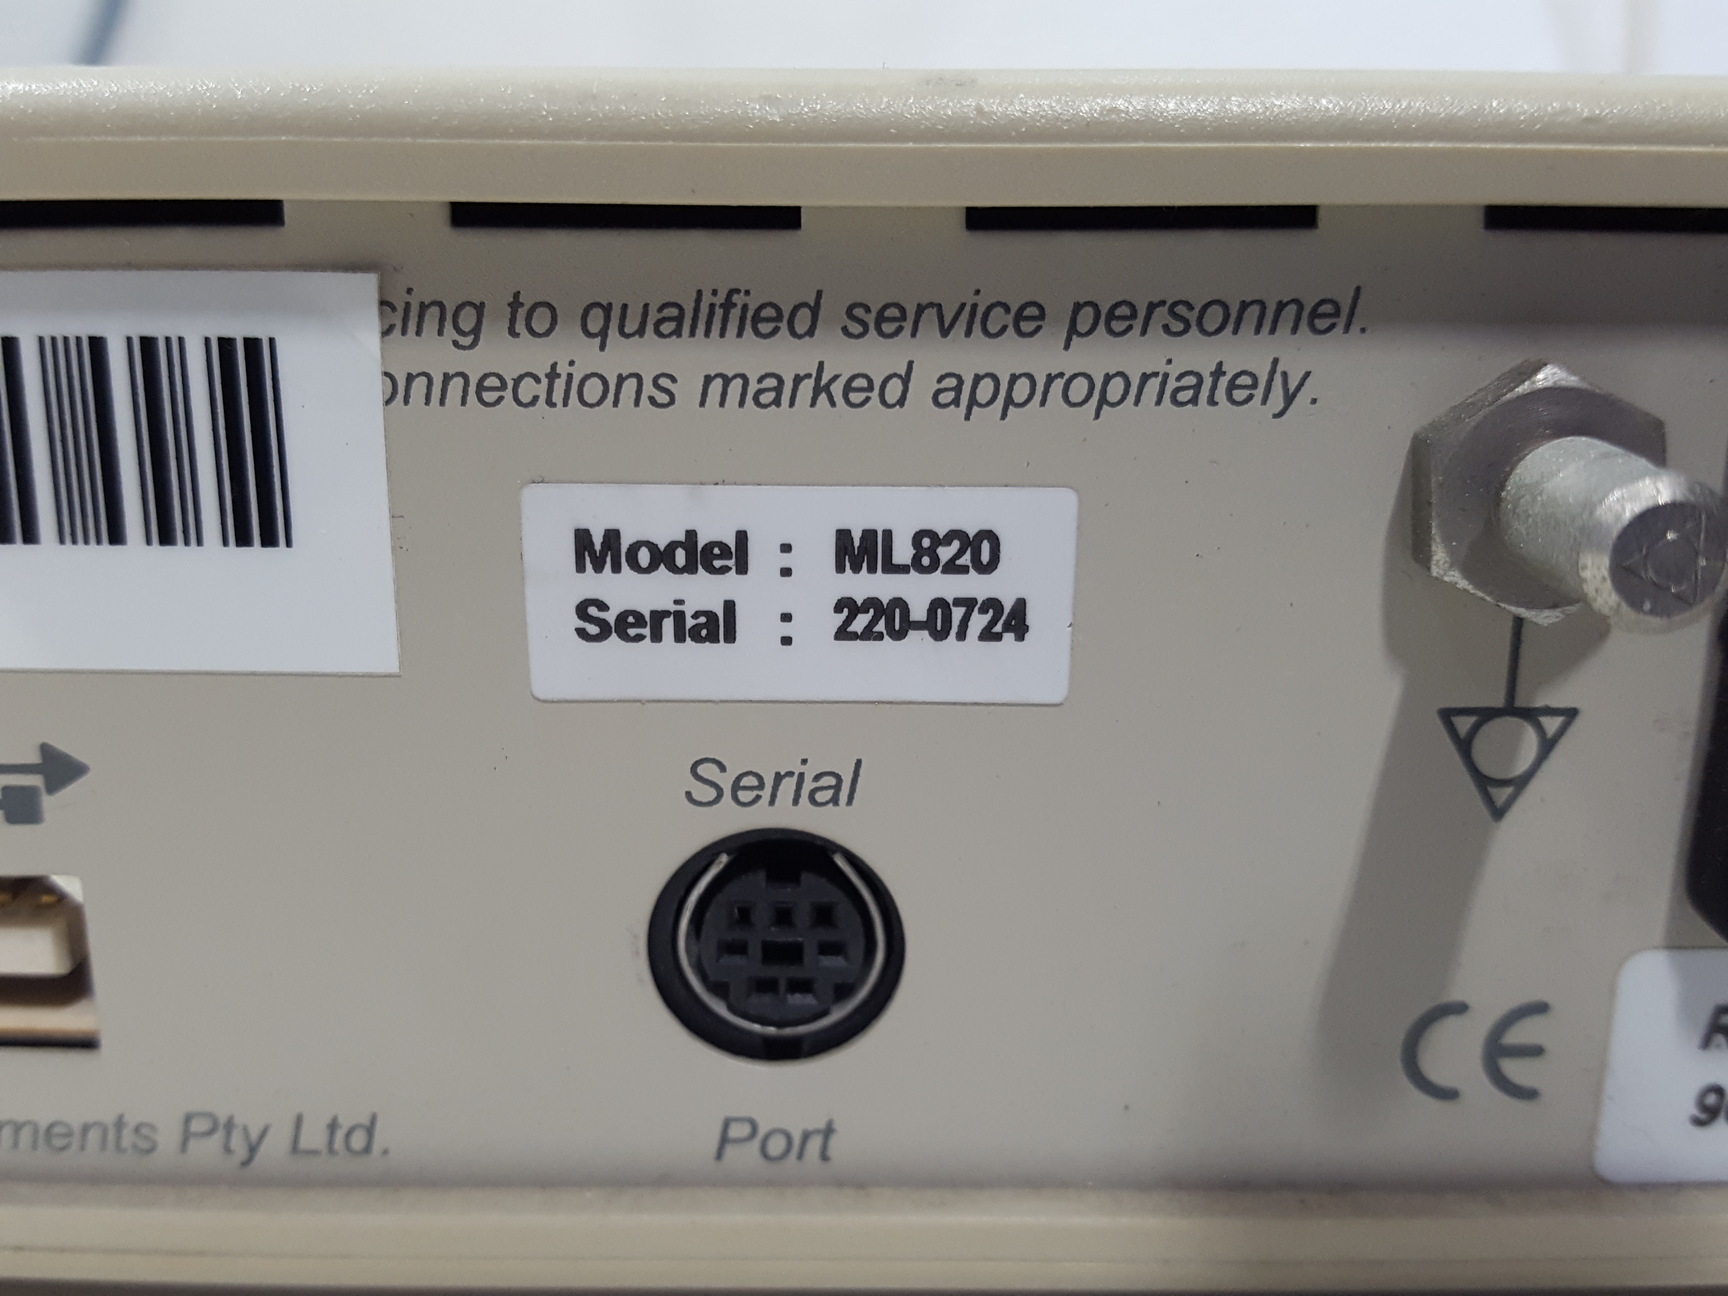 cing to qualified service personnel.
onnections marked appropriately.
Model : ML820
Serial : 220-0724
Serial
CE
ments Pty Ltd.
Port